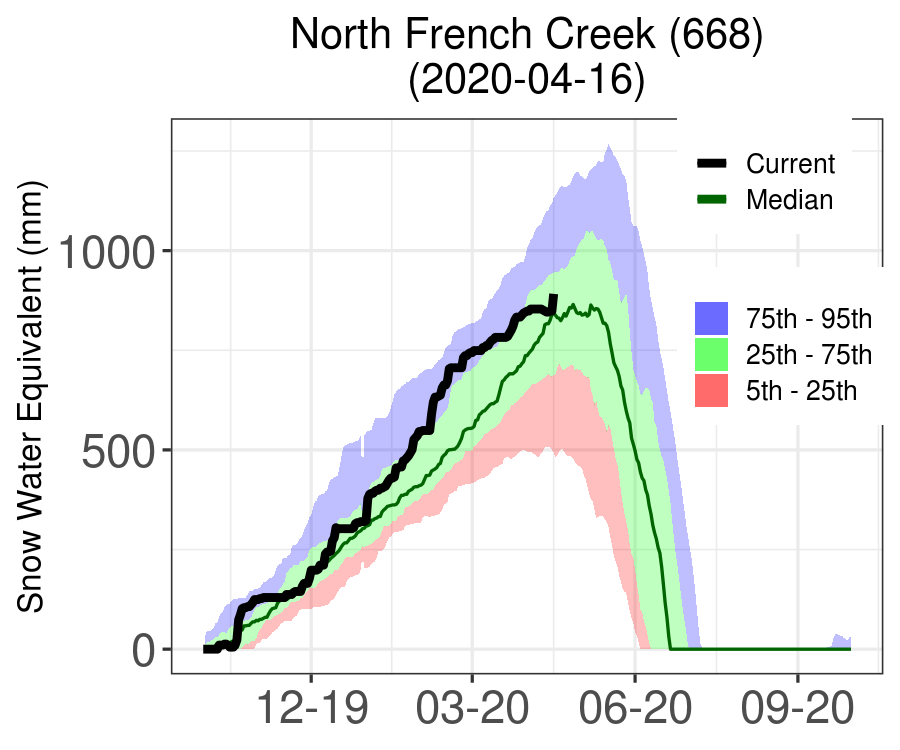 North French Creek (668)
(2020-04-16)
Snow Water Equivalent (mm)
1000
500
0
12-19
03-20
06-20
09-20
Current
Median
75th - 95th
25th - 75th
5th - 25th